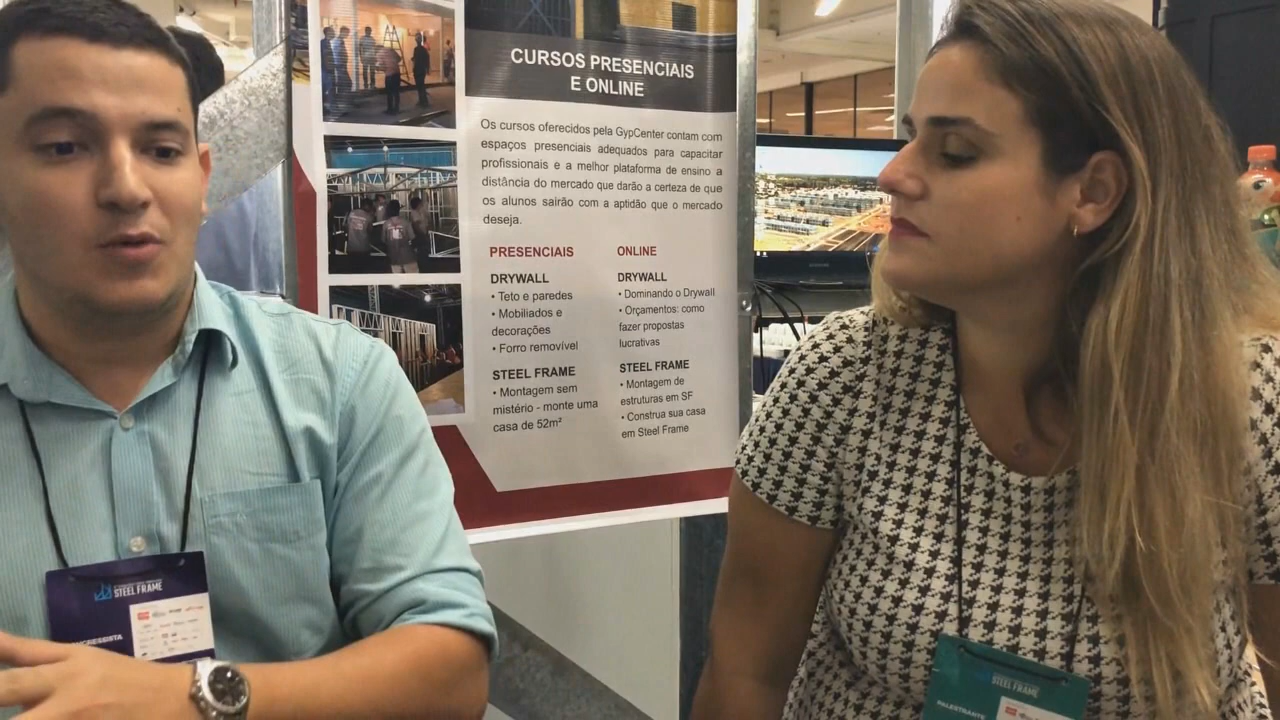 CURSOS PRESENCIAIS
E ONLINE
Os cursos oferecidos pela GypCenter contam com
espaços presenciais adequados para capacitar
profissionais e a melhor plataforma de ensino a
distância do mercado que darão a certeza de que
os alunos sairão com a aptidão que o mercado
deseja.
PRESENCIAIS
DRYWALL
• Teto e paredes
• Mobiliados e
decorações
• Forro removível
STEEL FRAME
• Montagem sem
mistério - monte uma
casa de 52m²
ONLINE
DRYWALL
• Dominando o Drywall
• Orçamentos: como
fazer propostas
lucrativas
STEEL FRAME
• Montagem de
estruturas em SF
• Construa sua casa
em Steel Frame
STEEL FRAME
STEEL FRAME
PALESTRANTE